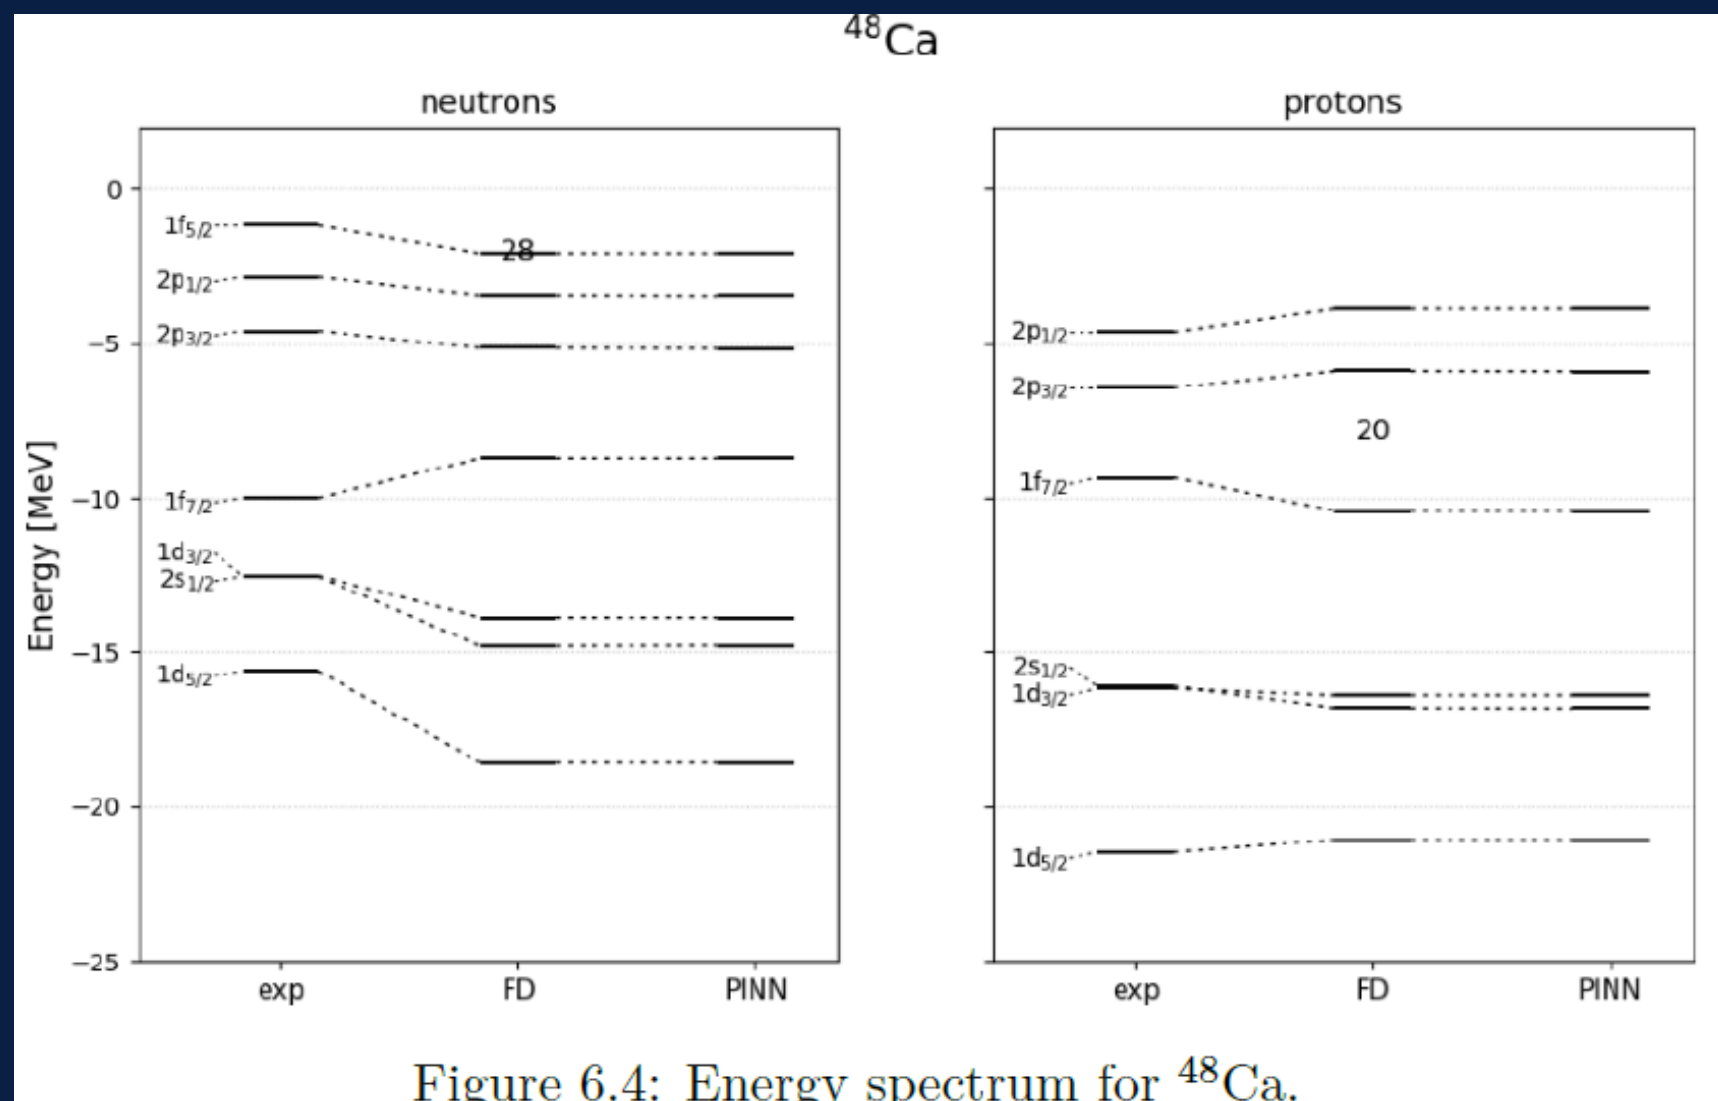 ⁴⁸Ca
neutrons
protons
Energy [MeV]
0
−5
−10
−15
−20
−25
1f₅/₂
28
2p₁/₂
2p₃/₂
1f₇/₂
1d₃/₂
2s₁/₂
1d₅/₂
exp
FD
PINN
2p₁/₂
2p₃/₂
20
1f₇/₂
2s₁/₂
1d₃/₂
1d₅/₂
exp
FD
PINN
Figure 6.4: Energy spectrum for ⁴⁸Ca.